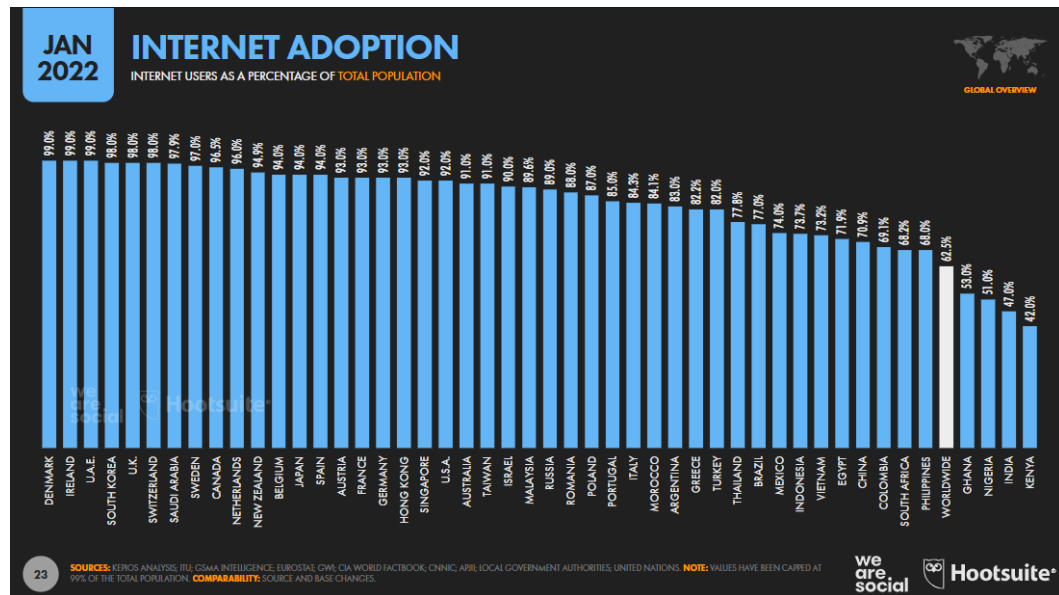 JAN
2022
INTERNET ADOPTION
INTERNET USERS AS A PERCENTAGE OF TOTAL POPULATION
GLOBAL OVERVIEW
99.0% 99.0% 99.0% 98.0% 98.0% 98.0% 97.9% 97.0% 96.5% 96.0% 94.9% 94.0% 94.0% 94.0% 93.0% 93.0% 93.0% 93.0% 92.0% 92.0% 91.0% 91.0% 90.0% 89.6% 89.0% 88.0% 87.0% 85.0% 84.3% 84.1% 83.0% 82.2% 82.0% 77.8% 77.0% 74.0% 73.7% 73.2% 71.9% 70.9% 69.1% 68.2% 68.0% 62.5% 53.0% 51.0% 47.0% 42.0%
we
are
social
Hootsuite®
DENMARK IRELAND U.A.E. SOUTH KOREA U.K. SWITZERLAND SAUDI ARABIA SWEDEN CANADA NETHERLANDS NEW ZEALAND BELGIUM JAPAN SPAIN AUSTRIA FRANCE GERMANY HONG KONG SINGAPORE U.S.A. AUSTRALIA TAIWAN ISRAEL MALAYSIA RUSSIA ROMANIA POLAND PORTUGAL ITALY MOROCCO ARGENTINA GREECE TURKEY THAILAND BRAZIL MEXICO INDONESIA VIETNAM EGYPT CHINA COLOMBIA SOUTH AFRICA PHILIPPINES WORLDWIDE GHANA NIGERIA INDIA KENYA
23
SOURCES: KEPIOS ANALYSIS; ITU; GSMA INTELLIGENCE; EUROSTAT; GWI; CIA WORLD FACTBOOK; CNNIC; APJII; LOCAL GOVERNMENT AUTHORITIES; UNITED NATIONS. NOTE: VALUES HAVE BEEN CAPPED AT
99% OF THE TOTAL POPULATION. COMPARABILITY: SOURCE AND BASE CHANGES.
we
are
social
Hootsuite®